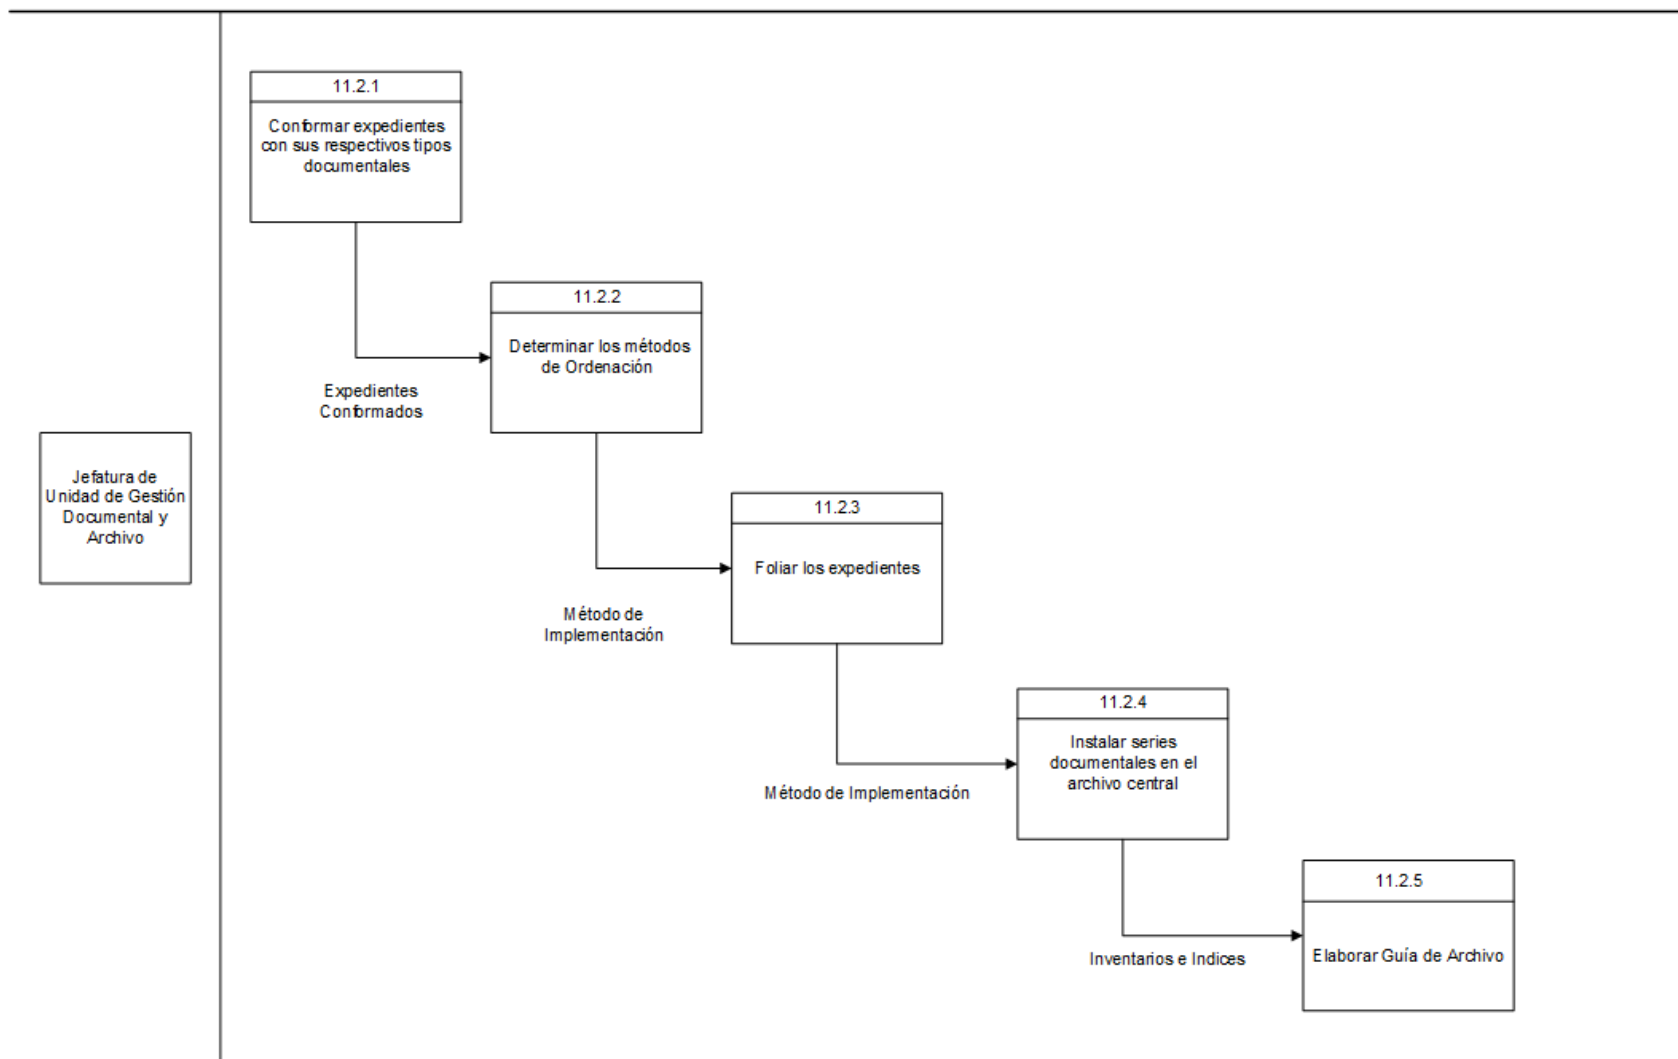 11.2.1
Conformar expedientes
con sus respectivos tipos
documentales
11.2.2
Determinar los métodos
de Ordenación
Expedientes
Conformados
Jefatura de
Unidad de Gestión
Documental y
Archivo
11.2.3
Foliar los expedientes
Método de
Implementación
11.2.4
Instalar series
documentales en el
archivo central
Método de Implementación
11.2.5
Elaborar Guía de Archivo
Inventarios e Indices